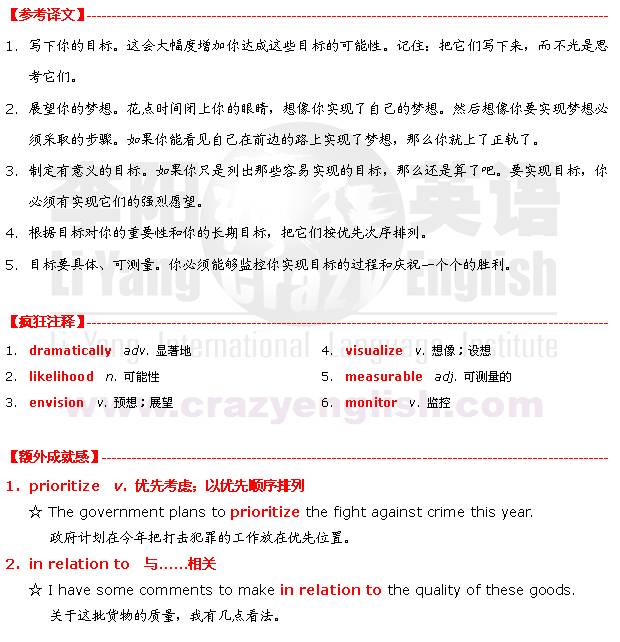 【参考译文】
1. 写下你的目标。这会大幅度增加你达成这些目标的可能性。记住：把它们写下来，而不光是思
考它们。
2. 展望你的梦想。花点时间闭上你的眼睛，想像你实现了自己的梦想。然后想像你要实现梦想必
须采取的步骤。如果你能看见自己在前边的路上实现了梦想，那么你就上了正轨了。
3. 制定有意义的目标。如果你只是列出那些容易实现的目标，那么还是算了吧。要实现目标，你
必须有实现它们的强烈愿望。
4. 根据目标对你的重要性和你的长期目标，把它们按优先次序排列。
5. 目标要具体、可测量。你必须能够监控你实现目标的过程和庆祝一个个的胜利。
李阳疯狂英语
Li Yang Crazy English
Li Yang International Language Institute
www.crazyenglish.com
【疯狂注释】
1. dramatically adv. 显著地 4. visualize v. 想像；设想
2. likelihood n. 可能性 5. measurable adj. 可测量的
3. envision v. 预想；展望 6. monitor v. 监控
【额外成就感】
1. prioritize v. 优先考虑；以优先顺序排列
☆ The government plans to prioritize the fight against crime this year.
政府计划在今年把打击犯罪的工作放在优先位置。
2. in relation to 与……相关
☆ I have some comments to make in relation to the quality of these goods.
关于这批货物的质量，我有几点看法。